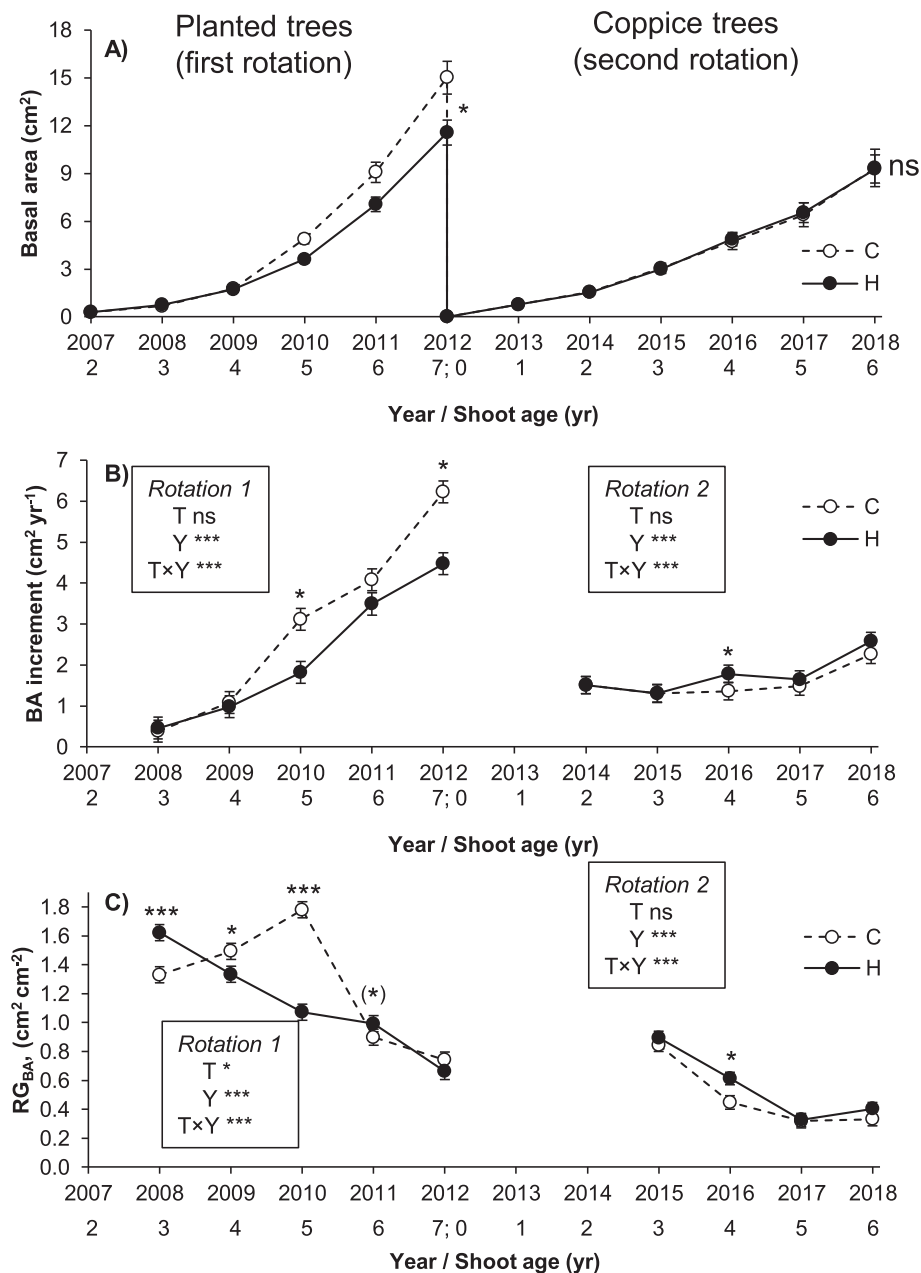 Planted trees
(first rotation)
Coppice trees
(second rotation)
A)
18
15
12
9
6
3
0
Basal area (cm²)
*
ns
C
H
2007 2008 2009 2010 2011 2012 2013 2014 2015 2016 2017 2018
2 3 4 5 6 7; 0 1 2 3 4 5 6
Year / Shoot age (yr)
B)
7
6
5
4
3
2
1
0
BA increment (cm² yr⁻¹)
Rotation 1
T ns
Y ***
T×Y ***
*
*
Rotation 2
T ns
Y ***
T×Y ***
*
C
H
2007 2008 2009 2010 2011 2012 2013 2014 2015 2016 2017 2018
2 3 4 5 6 7; 0 1 2 3 4 5 6
Year / Shoot age (yr)
C)
1.8
1.6
1.4
1.2
1.0
0.8
0.6
0.4
0.2
0.0
RG_BA, (cm² cm⁻²)
***
*
***
(*)
Rotation 1
T *
Y ***
T×Y ***
Rotation 2
T ns
Y ***
T×Y ***
*
C
H
2007 2008 2009 2010 2011 2012 2013 2014 2015 2016 2017 2018
2 3 4 5 6 7; 0 1 2 3 4 5 6
Year / Shoot age (yr)